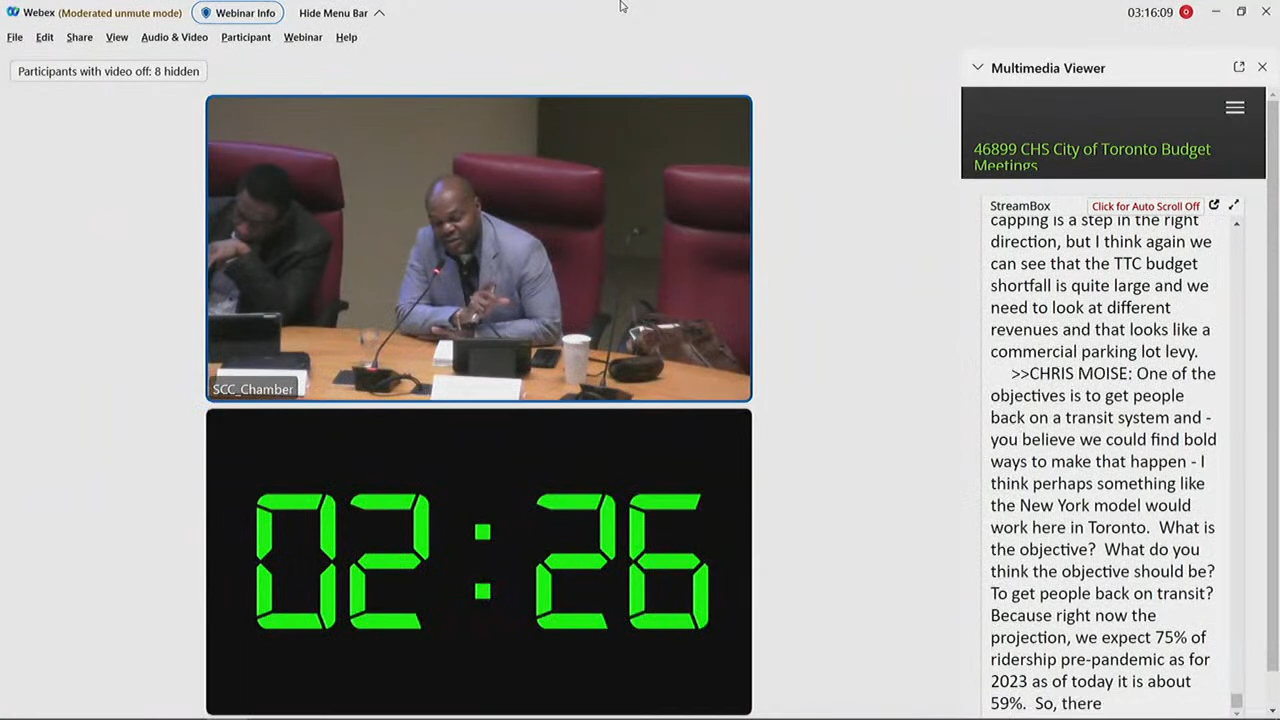 Webex (Moderated unmute mode) Webinar Info Hide Menu Bar 03:16:09
File Edit Share View Audio & Video Participant Webinar Help
Participants with video off: 8 hidden
Multimedia Viewer
46899 CHS City of Toronto Budget
Meetings
StreamBox Click for Auto Scroll Off
capping is a step in the right
direction, but I think again we
can see that the TTC budget
shortfall is quite large and we
need to look at different
revenues and that looks like a
commercial parking lot levy.
>>CHRIS MOISE: One of the
objectives is to get people
back on a transit system and -
you believe we could find bold
ways to make that happen - I
think perhaps something like
the New York model would
work here in Toronto. What is
the objective? What do you
think the objective should be?
To get people back on transit?
Because right now the
projection, we expect 75% of
ridership pre-pandemic as for
2023 as of today it is about
59%. So, there
SCC_Chamber
02:26